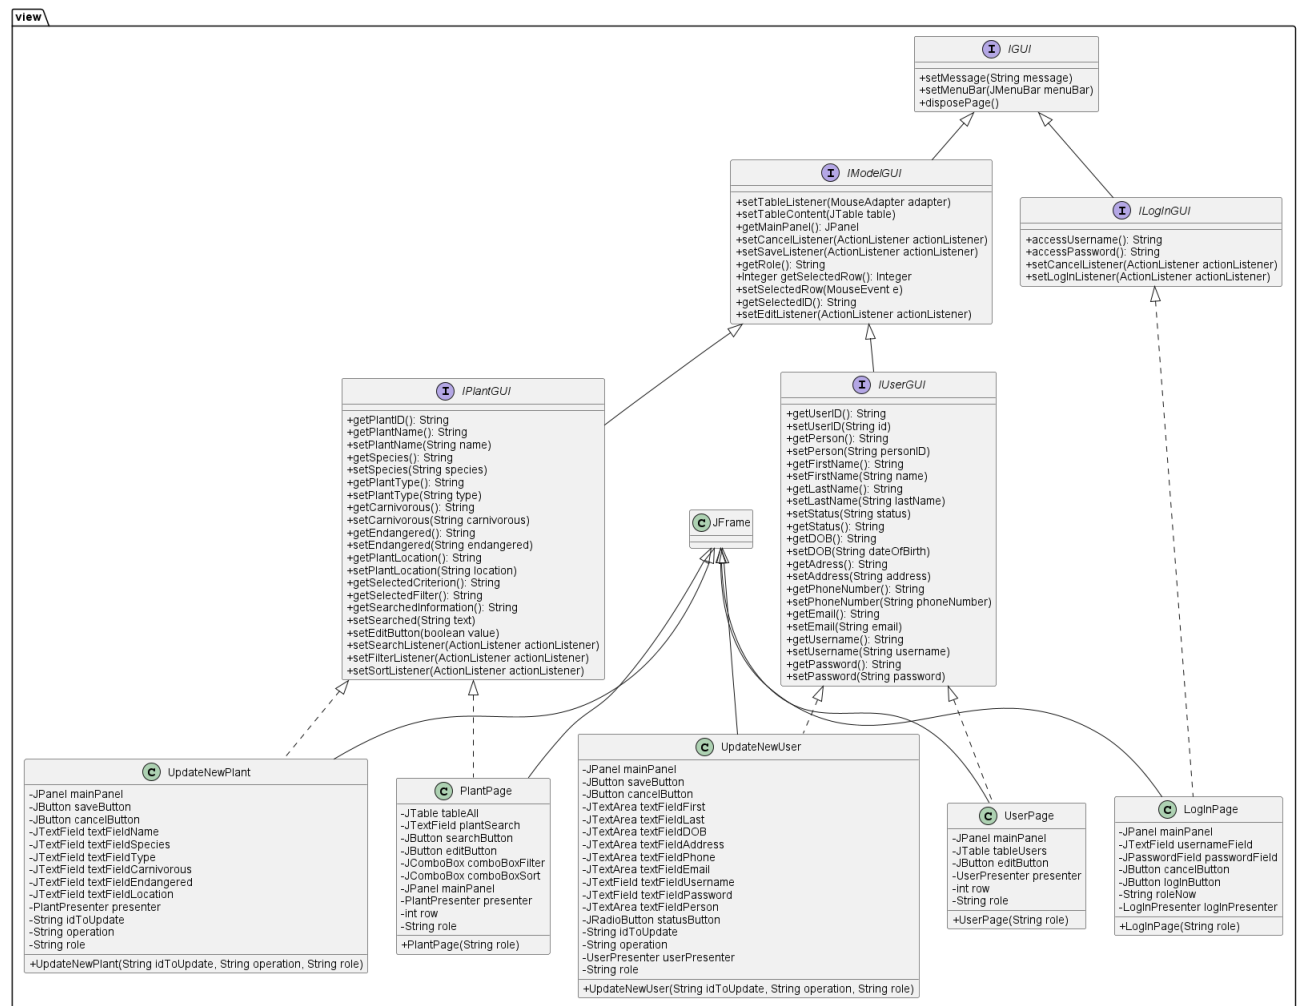 view
I IGUI
+setMessage(String message)
+setMenuBar(JMenuBar menuBar)
+disposePage()
I IModelGUI
+setTableListener(MouseAdapter adapter)
+setTableContent(JTable table)
+getMainPanel(): JPanel
+setCancelListener(ActionListener actionListener)
+setSaveListener(ActionListener actionListener)
+getRole(): String
+Integer getSelectedRow(): Integer
+setSelectedRow(MouseEvent e)
+getSelectedID(): String
+setEditListener(ActionListener actionListener)
I ILogInGUI
+accessUsername(): String
+accessPassword(): String
+setCancelListener(ActionListener actionListener)
+setLogInListener(ActionListener actionListener)
I IPlantGUI
+getPlantID(): String
+getPlantName(): String
+setPlantName(String name)
+getSpecies(): String
+setSpecies(String species)
+getPlantType(): String
+setPlantType(String type)
+getCarnivorous(): String
+setCarnivorous(String carnivorous)
+getEndangered(): String
+setEndangered(String endangered)
+getPlantLocation(): String
+setPlantLocation(String location)
+getSelectedCriterion(): String
+getSelectedFilter(): String
+getSearchedInformation(): String
+setSearched(String text)
+setEditButton(boolean value)
+setSearchListener(ActionListener actionListener)
+setFilterListener(ActionListener actionListener)
+setSortListener(ActionListener actionListener)
I IUserGUI
+getUserID(): String
+setUserID(String id)
+getPerson(): String
+setPerson(String personID)
+getFirstName(): String
+setFirstName(String name)
+getLastName(): String
+setLastName(String lastName)
+setStatus(String status)
+getStatus(): String
+getDOB(): String
+setDOB(String dateOfBirth)
+getAdress(): String
+setAddress(String address)
+getPhoneNumber(): String
+setPhoneNumber(String phoneNumber)
+getEmail(): String
+setEmail(String email)
+getUsername(): String
+setUsername(String username)
+getPassword(): String
+setPassword(String password)
C JFrame
C UpdateNewPlant
-JPanel mainPanel
-JButton saveButton
-JButton cancelButton
-JTextField textFieldName
-JTextField textFieldSpecies
-JTextField textFieldType
-JTextField textFieldCarnivorous
-JTextField textFieldEndangered
-JTextField textFieldLocation
-PlantPresenter presenter
-String idToUpdate
-String operation
-String role
+UpdateNewPlant(String idToUpdate, String operation, String role)
C PlantPage
-JTable tableAll
-JTextField plantSearch
-JButton searchButton
-JButton editButton
-JComboBox comboBoxFilter
-JComboBox comboBoxSort
-JPanel mainPanel
-PlantPresenter presenter
-int row
-String role
+PlantPage(String role)
C UpdateNewUser
-JPanel mainPanel
-JButton saveButton
-JButton cancelButton
-JTextArea textFieldFirst
-JTextArea textFieldLast
-JTextArea textFieldDOB
-JTextArea textFieldAddress
-JTextArea textFieldPhone
-JTextArea textFieldEmail
-JTextField textFieldUsername
-JTextField textFieldPassword
-JTextArea textFieldPerson
-JRadioButton statusButton
-String idToUpdate
-String operation
-UserPresenter userPresenter
-String role
+UpdateNewUser(String idToUpdate, String operation, String role)
C UserPage
-JPanel mainPanel
-JTable tableUsers
-JButton editButton
-UserPresenter presenter
-int row
-String role
+UserPage(String role)
C LogInPage
-JPanel mainPanel
-JTextField usernameField
-JPasswordField passwordField
-JButton cancelButton
-JButton logInButton
-String roleNow
-LogInPresenter logInPresenter
+LogInPage(String role)